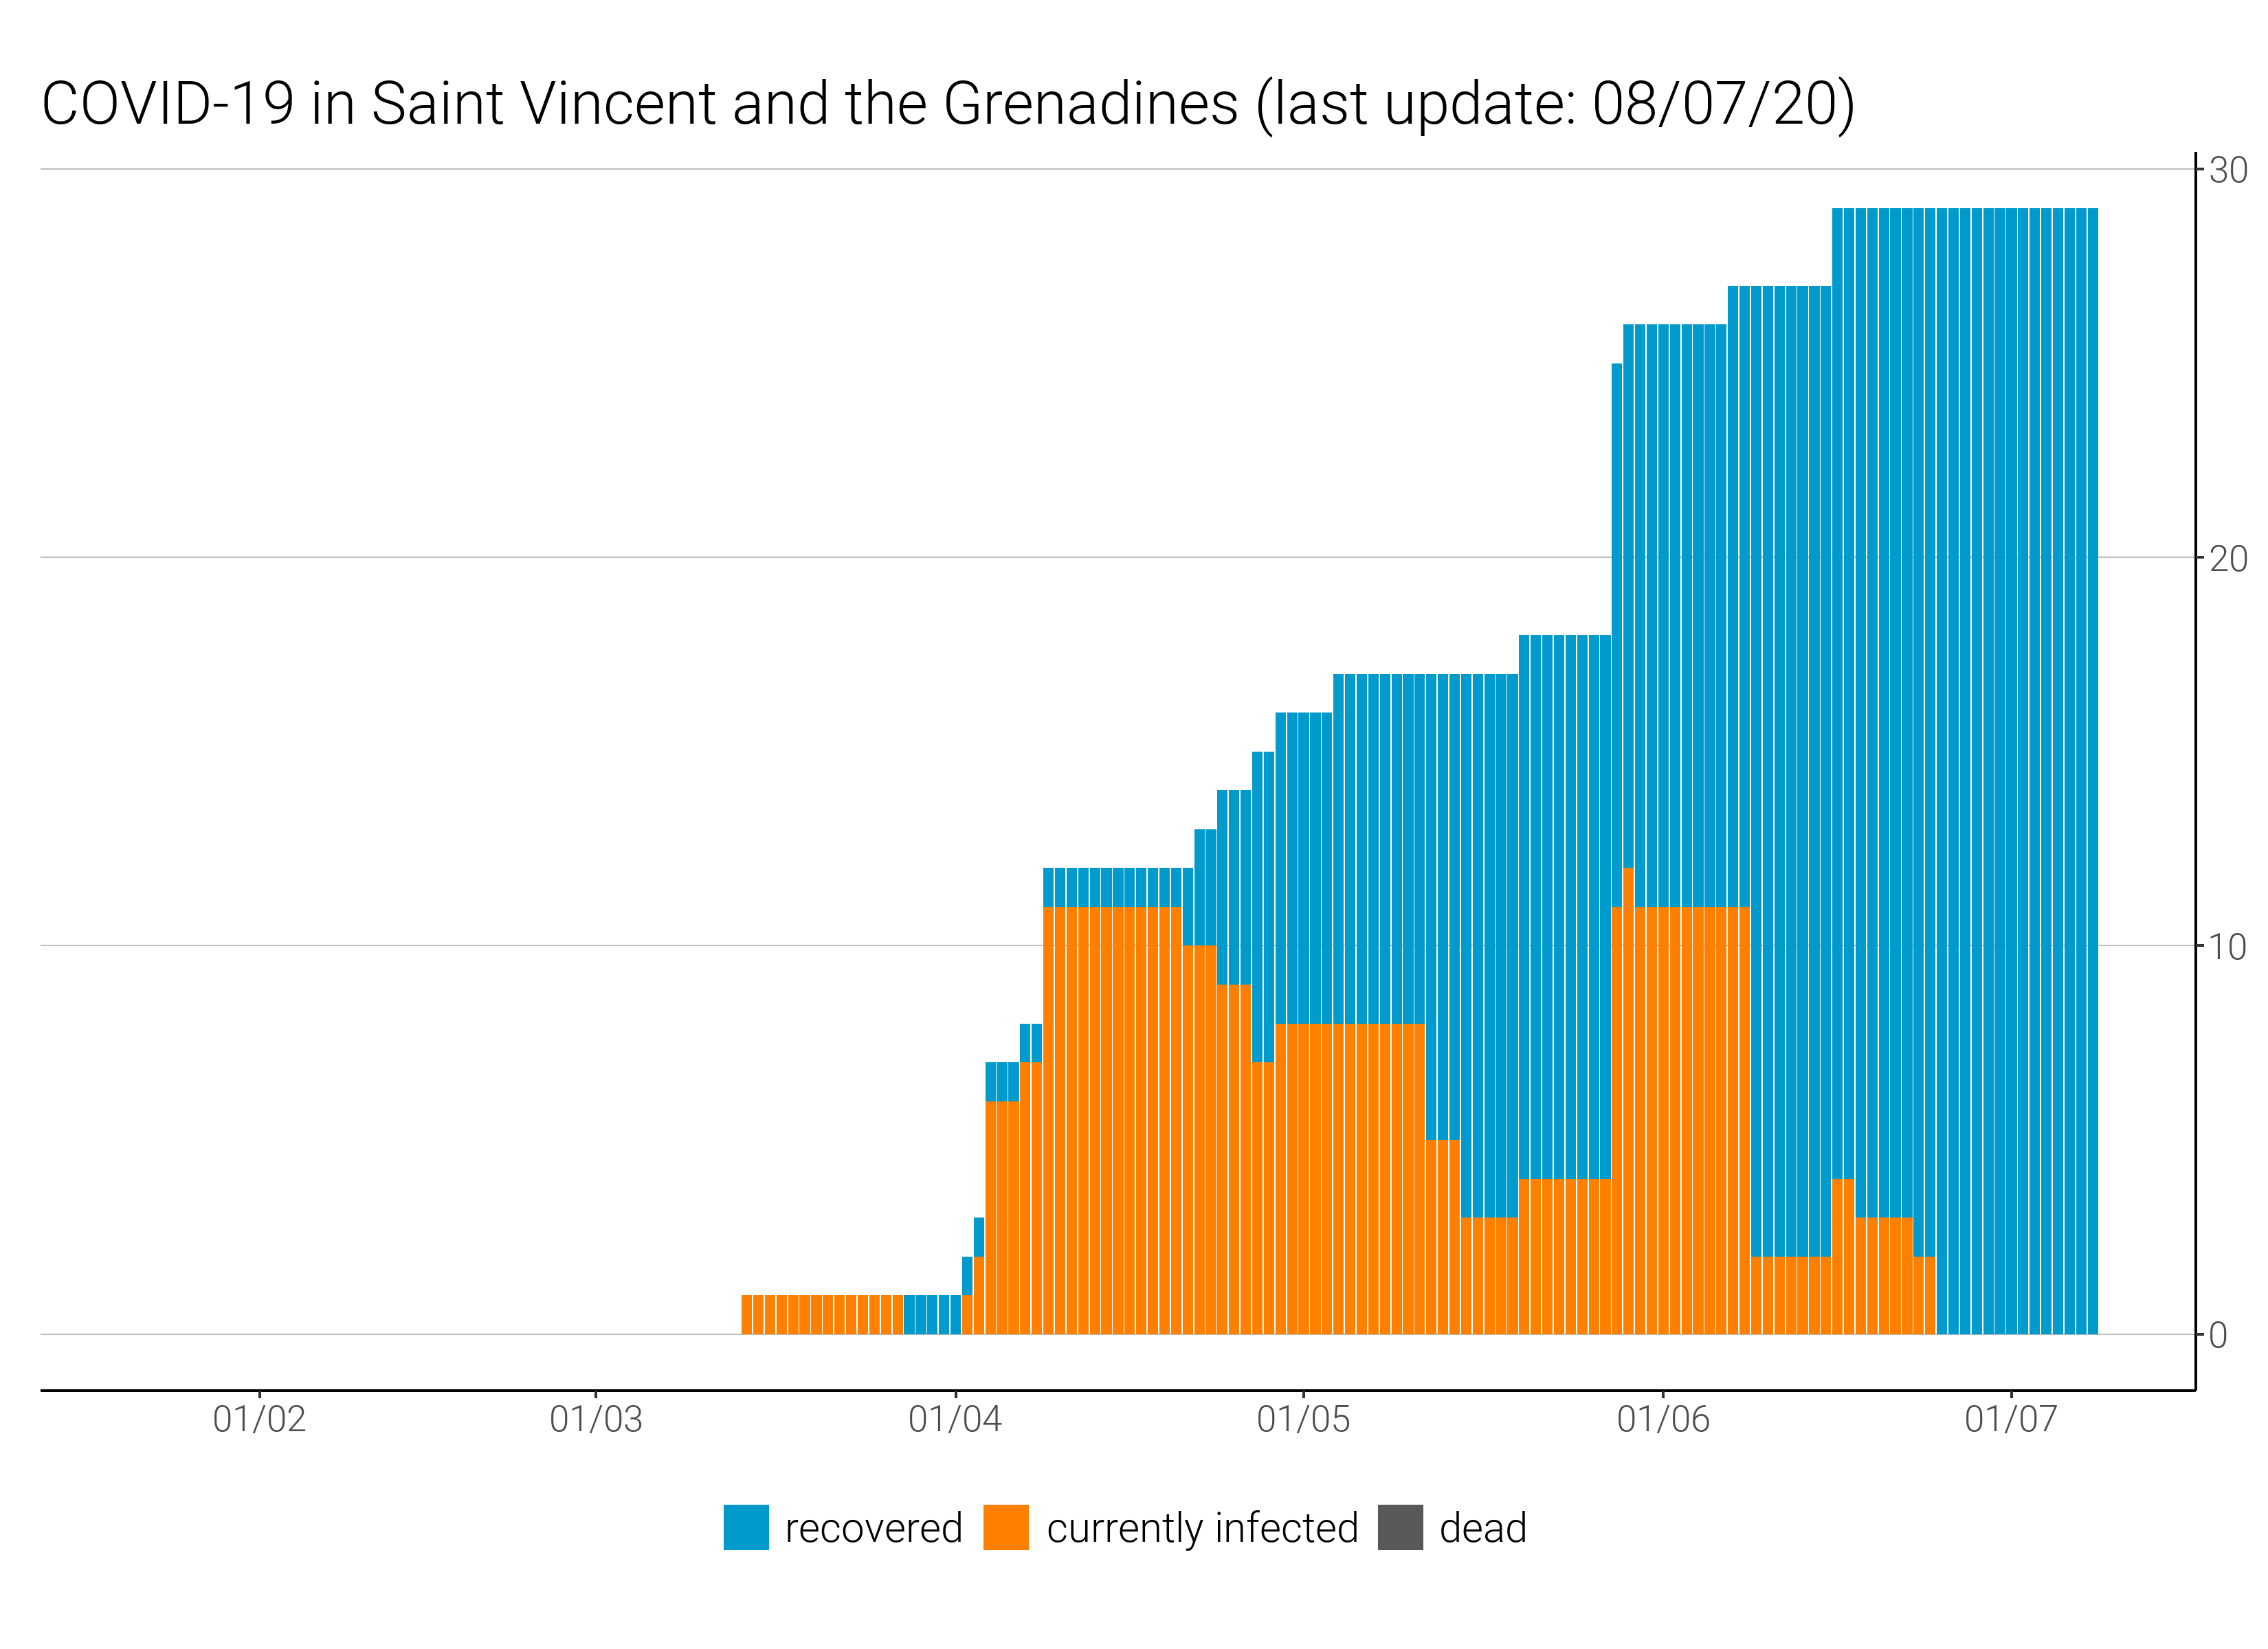 COVID-19 in Saint Vincent and the Grenadines (last update: 08/07/20)
30
20
10
0
01/02 01/03 01/04 01/05 01/06 01/07
recovered currently infected dead